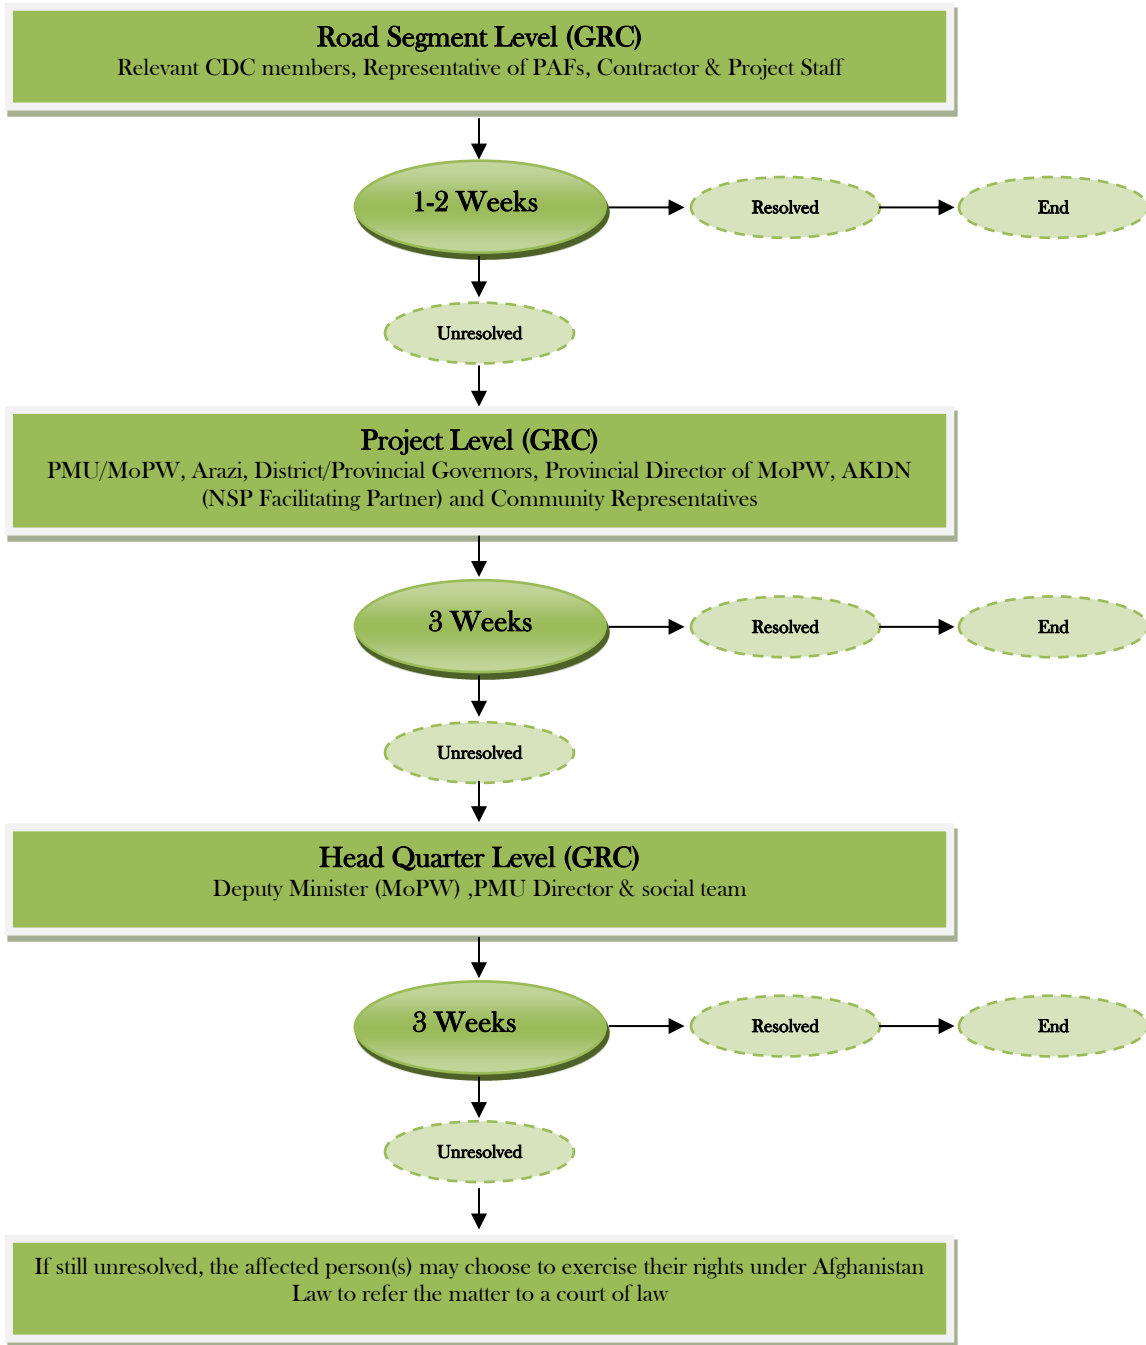 Road Segment Level (GRC)
Relevant CDC members, Representative of PAFs, Contractor & Project Staff
1-2 Weeks
Resolved
End
Unresolved
Project Level (GRC)
PMU/MoPW, Arazi, District/Provincial Governors, Provincial Director of MoPW, AKDN
(NSP Facilitating Partner) and Community Representatives
3 Weeks
Resolved
End
Unresolved
Head Quarter Level (GRC)
Deputy Minister (MoPW) ,PMU Director & social team
3 Weeks
Resolved
End
Unresolved
If still unresolved, the affected person(s) may choose to exercise their rights under Afghanistan
Law to refer the matter to a court of law